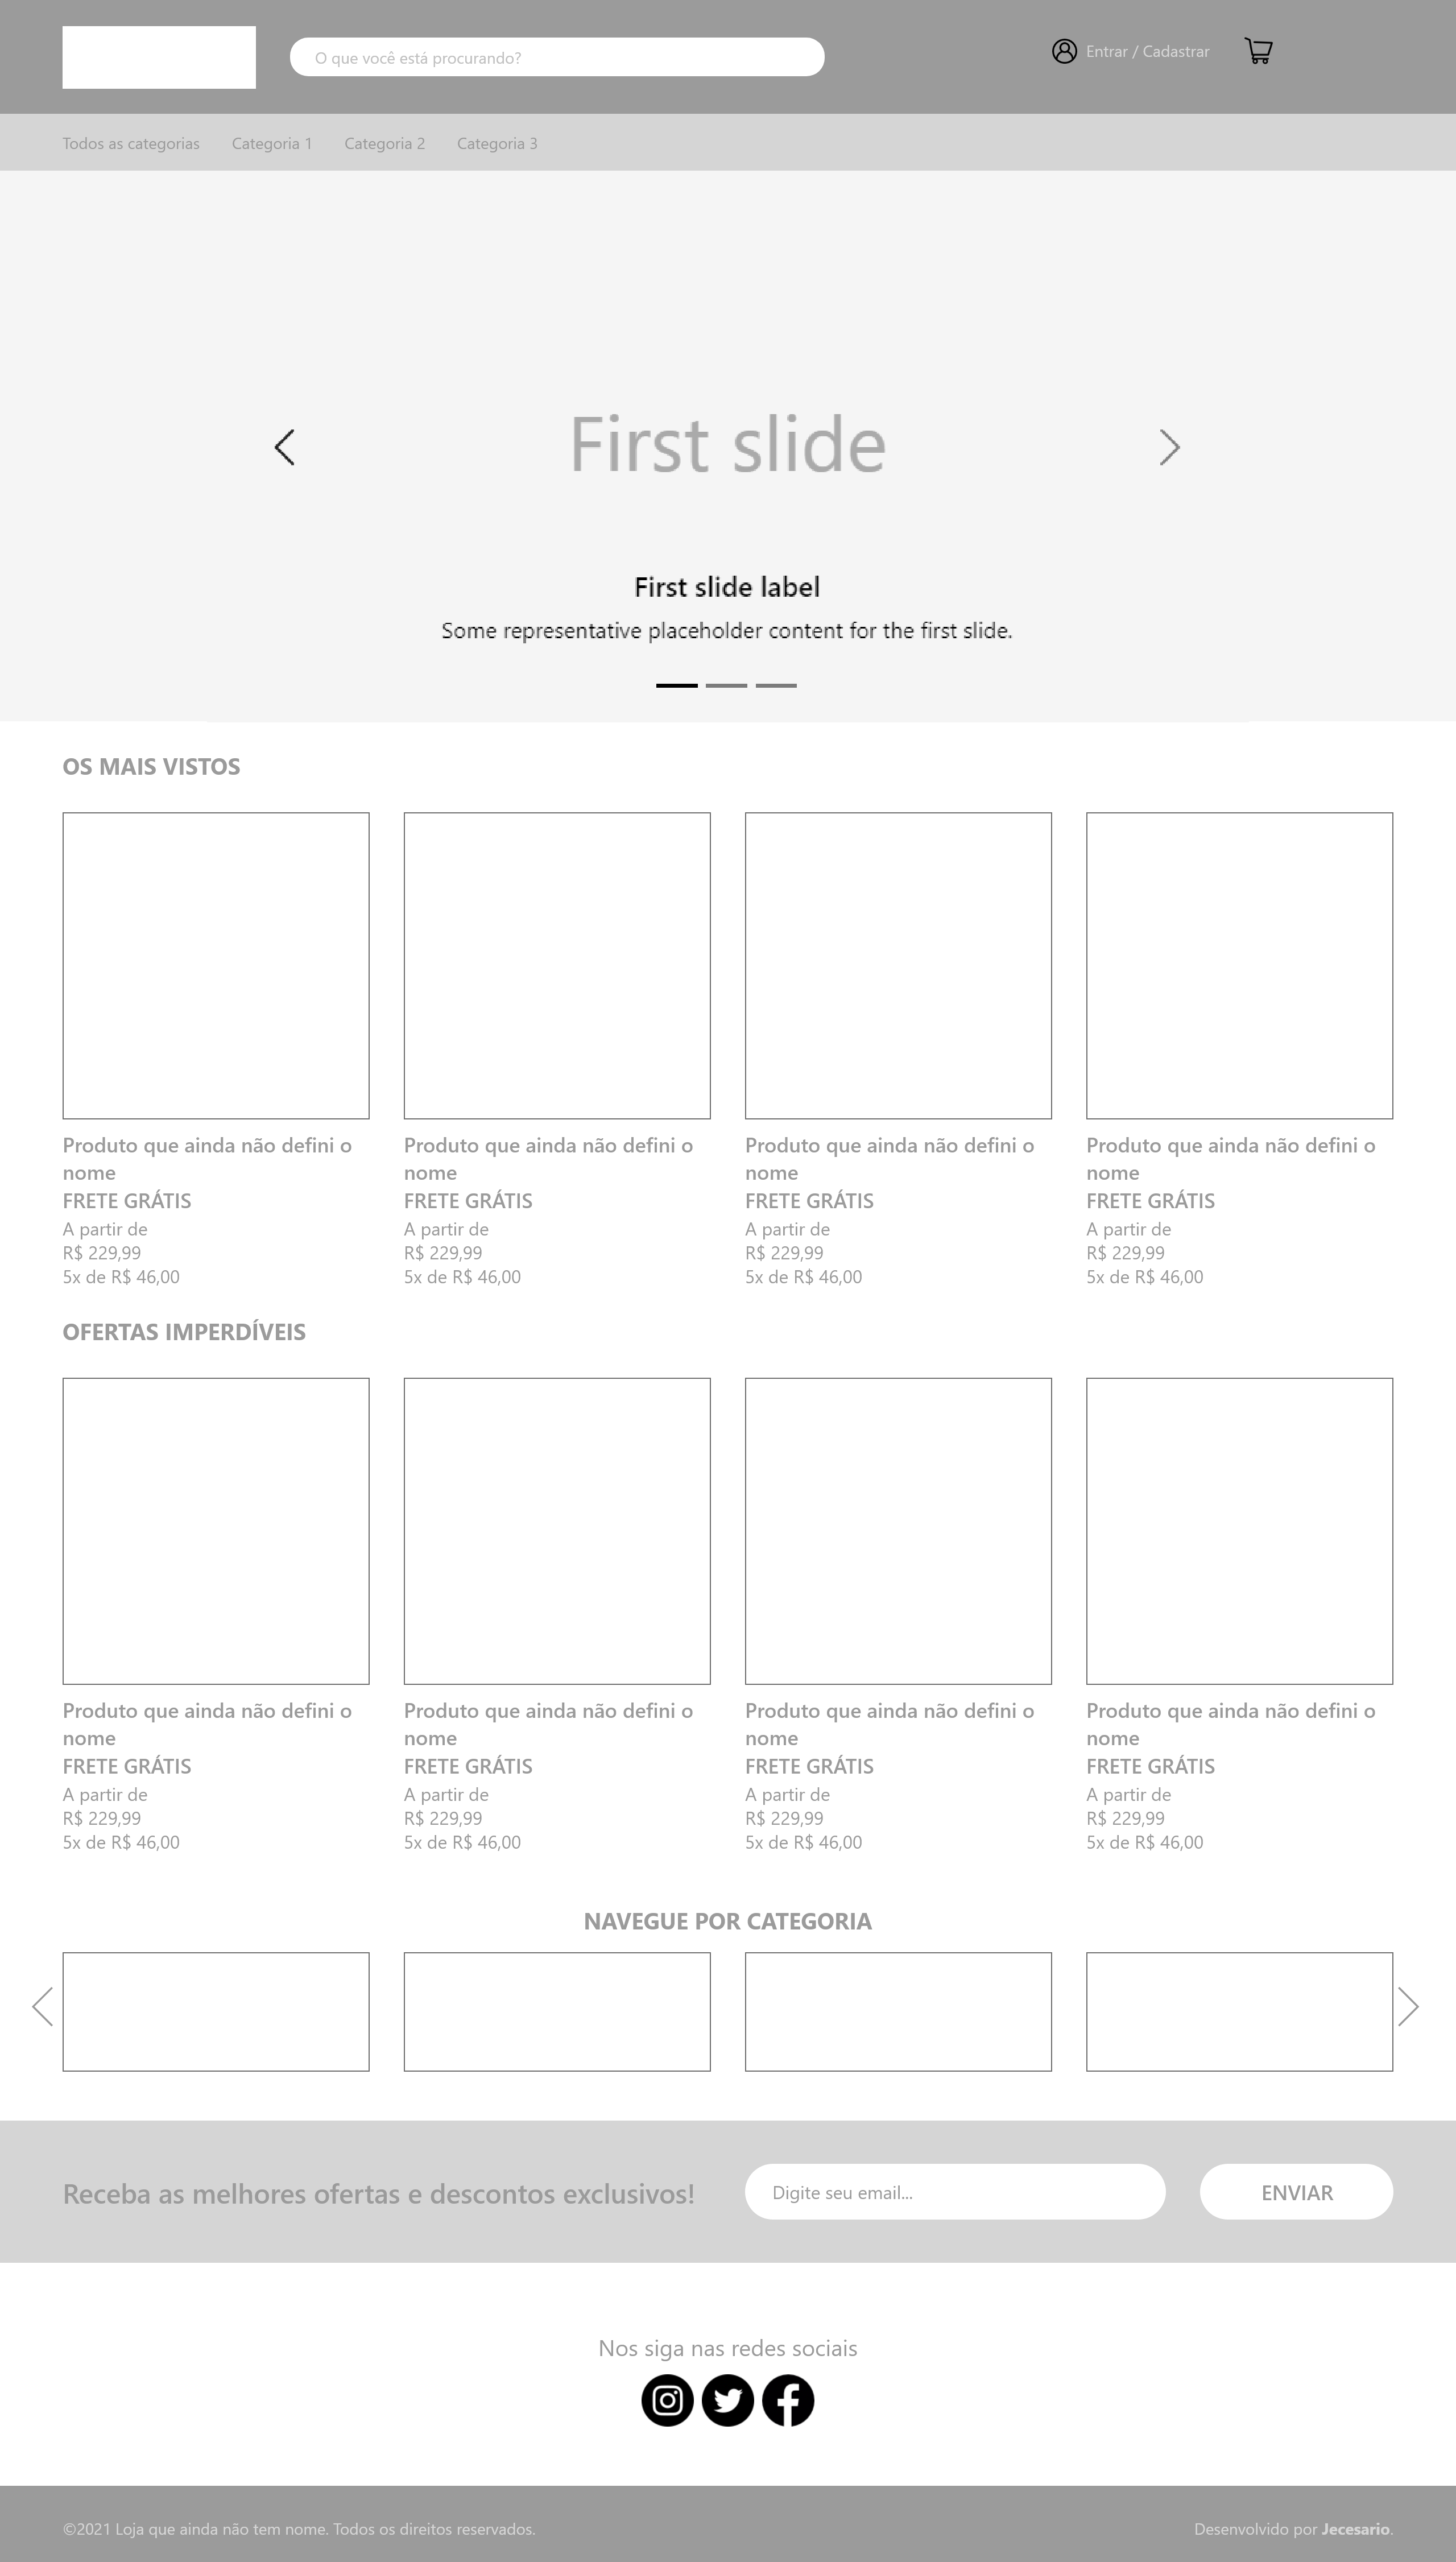 O que você está procurando?
Entrar / Cadastrar
Todos as categorias Categoria 1 Categoria 2 Categoria 3
First slide
First slide label
Some representative placeholder content for the first slide.
OS MAIS VISTOS
Produto que ainda não defini o
nome
FRETE GRÁTIS
A partir de
R$ 229,99
5x de R$ 46,00
Produto que ainda não defini o
nome
FRETE GRÁTIS
A partir de
R$ 229,99
5x de R$ 46,00
Produto que ainda não defini o
nome
FRETE GRÁTIS
A partir de
R$ 229,99
5x de R$ 46,00
Produto que ainda não defini o
nome
FRETE GRÁTIS
A partir de
R$ 229,99
5x de R$ 46,00
OFERTAS IMPERDÍVEIS
Produto que ainda não defini o
nome
FRETE GRÁTIS
A partir de
R$ 229,99
5x de R$ 46,00
Produto que ainda não defini o
nome
FRETE GRÁTIS
A partir de
R$ 229,99
5x de R$ 46,00
Produto que ainda não defini o
nome
FRETE GRÁTIS
A partir de
R$ 229,99
5x de R$ 46,00
Produto que ainda não defini o
nome
FRETE GRÁTIS
A partir de
R$ 229,99
5x de R$ 46,00
NAVEGUE POR CATEGORIA
Receba as melhores ofertas e descontos exclusivos!
Digite seu email...
ENVIAR
Nos siga nas redes sociais
©2021 Loja que ainda não tem nome. Todos os direitos reservados.
Desenvolvido por Jecesario.